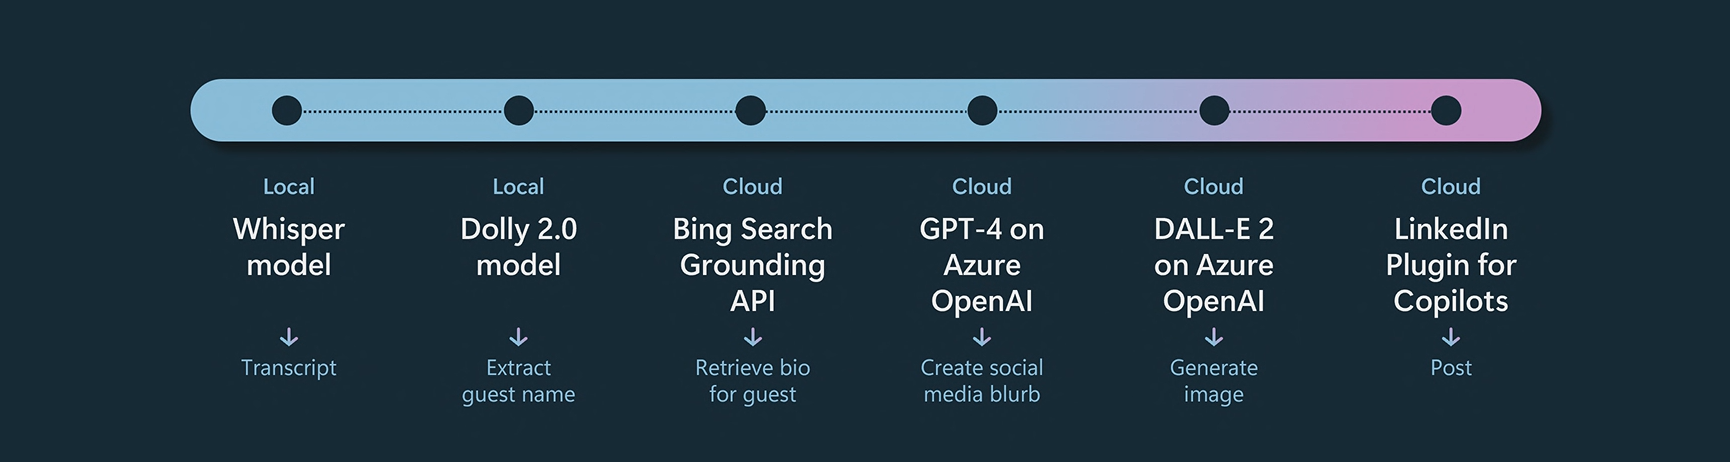 Local
Whisper
model
Transcript
Local
Dolly 2.0
model
Extract
guest name
Cloud
Bing Search
Grounding
API
Retrieve bio
for guest
Cloud
GPT-4 on
Azure
OpenAI
Create social
media blurb
Cloud
DALL-E 2
on Azure
OpenAI
Generate
image
Cloud
LinkedIn
Plugin for
Copilots
Post